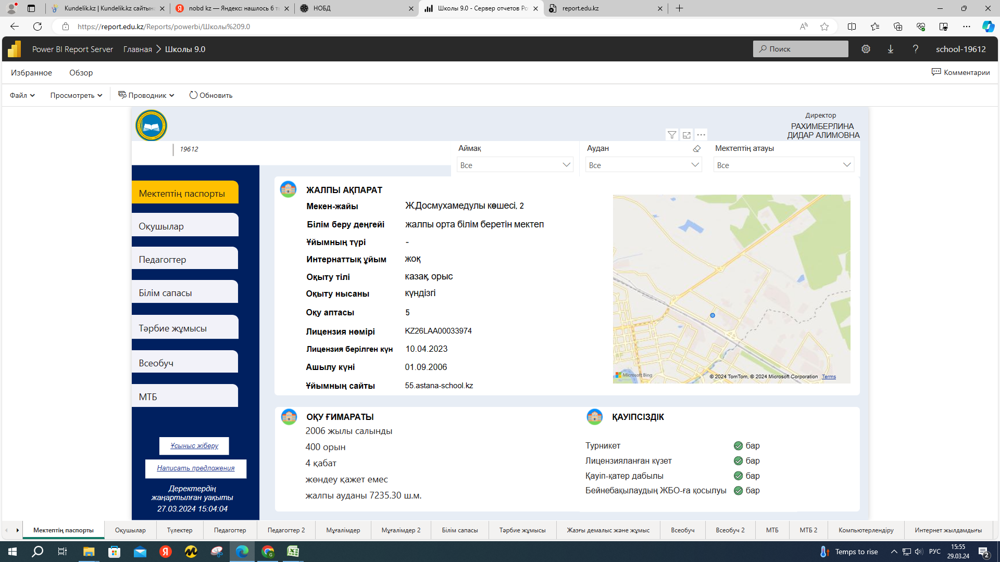 Kundelik.kz | Kundelik.kz сайтын
nobd kz — Яндекс: нашлось 6 т
НОБД
Школы 9.0 - Сервер отчетов Po
report.edu.kz
https://report.edu.kz/Reports/powerbi/Школы%209.0
Power BI Report Server
Главная > Школы 9.0
Поиск
school-19612
Избранное
Обзор
Комментарии
Файл
Просмотреть
Проводник
Обновить
Директор
РАХИМБЕРЛИНА
ДИДАР АЛИМОВНА
19612
Аймақ
Аудан
Мектептің атауы
Все
Все
Все
Мектептің паспорты
Оқушылар
Педагогтер
Білім сапасы
Тәрбие жұмысы
Всеобуч
МТБ
Ұсыныс жіберу
Написать предложения
Деректердің
жаңартылған уақыты
27.03.2024 15:04:04
ЖАЛПЫ АҚПАРАТ
Мекен-жайы Ж.Досмухамедулы көшесі, 2
Білім беру деңгейі жалпы орта білім беретін мектеп
Ұйымның түрі -
Интернаттық ұйым жоқ
Оқыту тілі казақ, орыс
Оқыту нысаны күндізгі
Оқу аптасы 5
Лицензия нөмірі KZ26LAA00033974
Лицензия берілген күн 10.04.2023
Ашылу күні 01.09.2006
Ұйымның сайты 55.astana-school.kz
Microsoft Bing
© 2024 TomTom, © 2024 Microsoft Corporation Terms
ОҚУ ҒИМАРАТЫ
2006 жылы салынды
400 орын
4 қабат
жөндеу қажет емес
жалпы ауданы 7235.30 ш.м.
ҚАУІПСІЗДІК
Турникет бар
Лицензияланған күзет бар
Қауіп-қатер дабылы бар
Бейнебақылаудың ЖБО-ға қосылуы бар
Мектептің паспорты
Оқушылар
Түлектер
Педагогтер
Педагогтер 2
Мұғалімдер
Мұғалімдер 2
Білім сапасы
Тәрбие жұмысы
Жазғы демалыс және жұмыс
Всеобуч
Всеобуч 2
МТБ
МТБ 2
Компьютерлендіру
Интернет жылдамдығы
Temps to rise
РУС
15:55
29.03.24
2